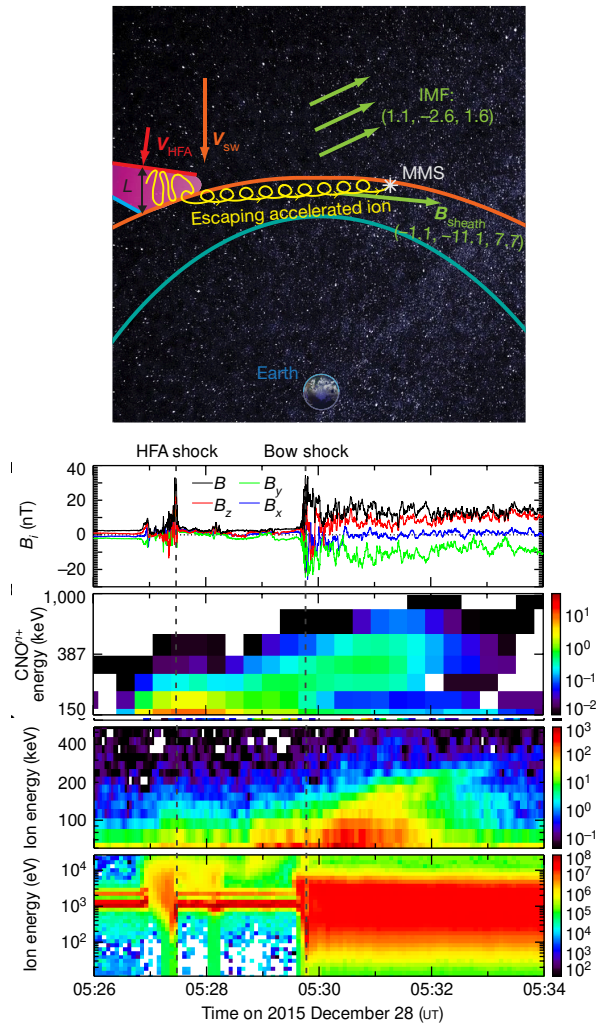 IMF:
(1.1, −2.6, 1.6)
V_HFA
V_sw
MMS
L
Escaping accelerated ion
B_sheath
(−1.1, −11.1, 7.7)
Earth
HFA shock Bow shock
B B_y
B_z B_x
B_i (nT)
40
20
0
−20
CNO^n+
energy (keV)
1,000
387
150
10^1
10^0
10^−1
10^−2
Ion energy (keV)
400
200
100
10^3
10^2
10^1
10^0
10^−1
Ion energy (eV)
10^4
10^3
10^2
10^8
10^7
10^6
10^5
10^4
10^3
10^2
05:26 05:28 05:30 05:32 05:34
Time on 2015 December 28 (UT)